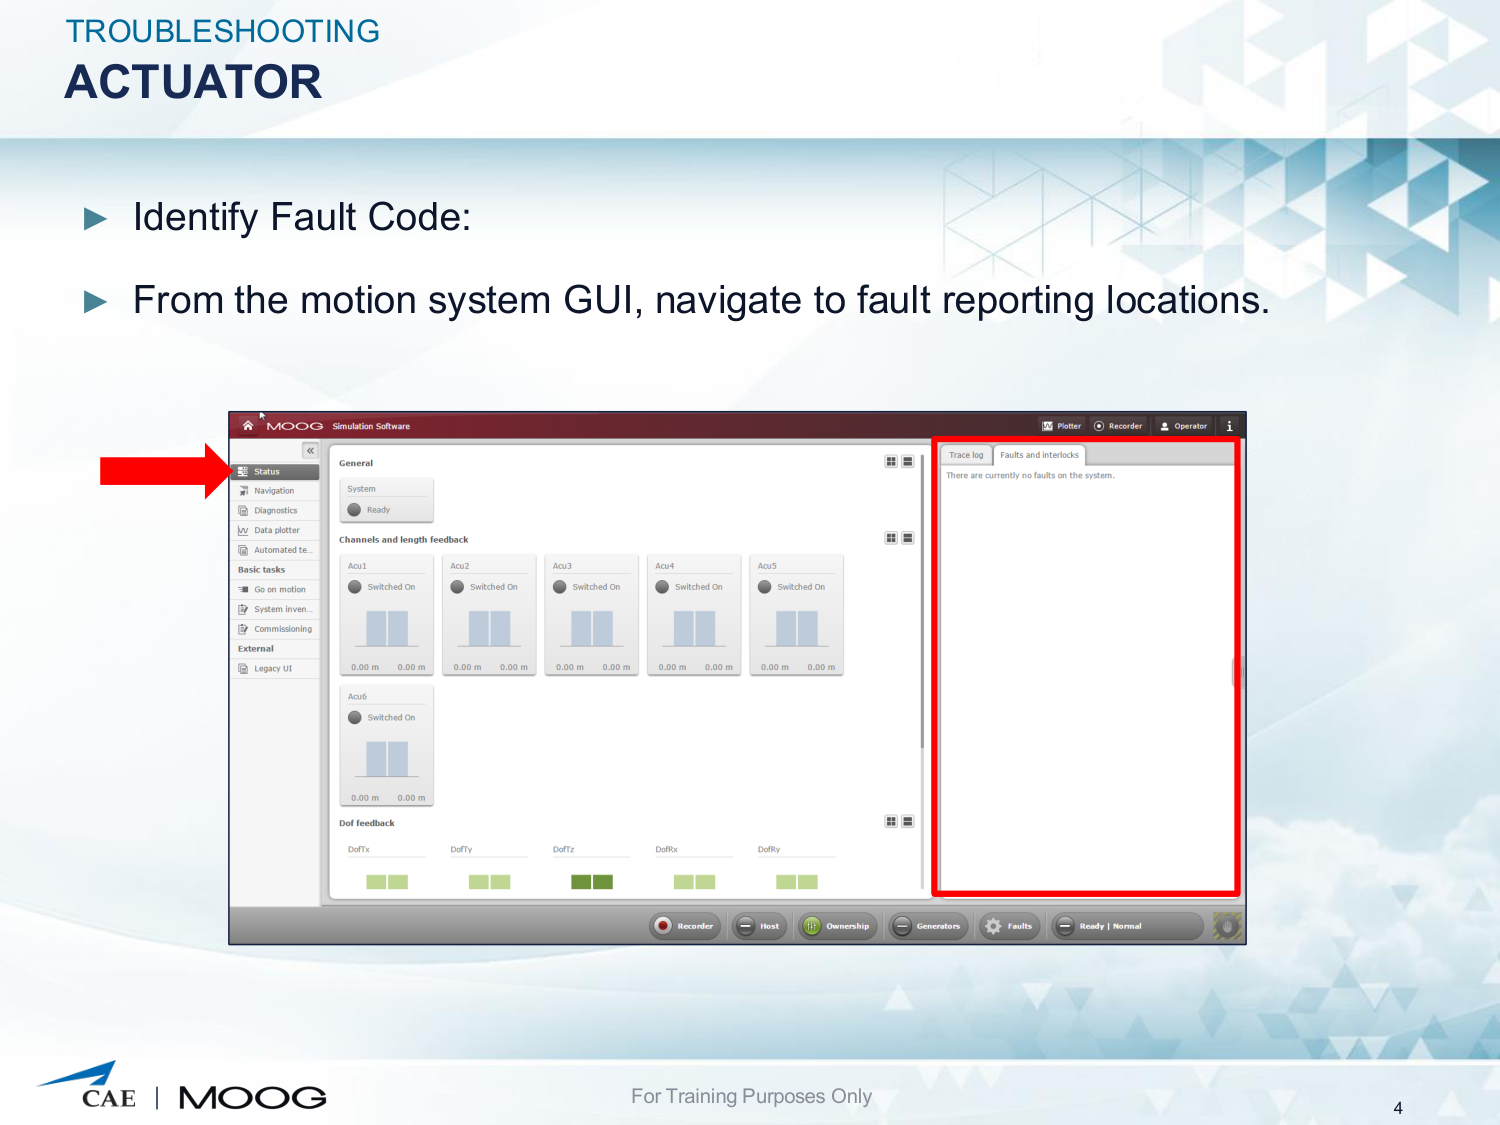 TROUBLESHOOTING
ACTUATOR
► Identify Fault Code:
► From the motion system GUI, navigate to fault reporting locations.
MOOG Simulation Software
Plotter Recorder Operator i
«
Status
Navigation
Diagnostics
Data plotter
Automated te...
Basic tasks
Go on motion
System inven...
Commissioning
External
Legacy UI
General
System
Ready
Channels and length feedback
Acu1 Acu2 Acu3 Acu4 Acu5
Switched On Switched On Switched On Switched On Switched On
0.00 m 0.00 m 0.00 m 0.00 m 0.00 m 0.00 m 0.00 m 0.00 m 0.00 m 0.00 m
Acu6
Switched On
0.00 m 0.00 m
Dof feedback
DofTx DofTy DofTz DofRx DofRy
Trace log Faults and interlocks
There are currently no faults on the system.
Recorder Host Ownership Generators Faults Ready | Normal
CAE | MOOG
For Training Purposes Only
4